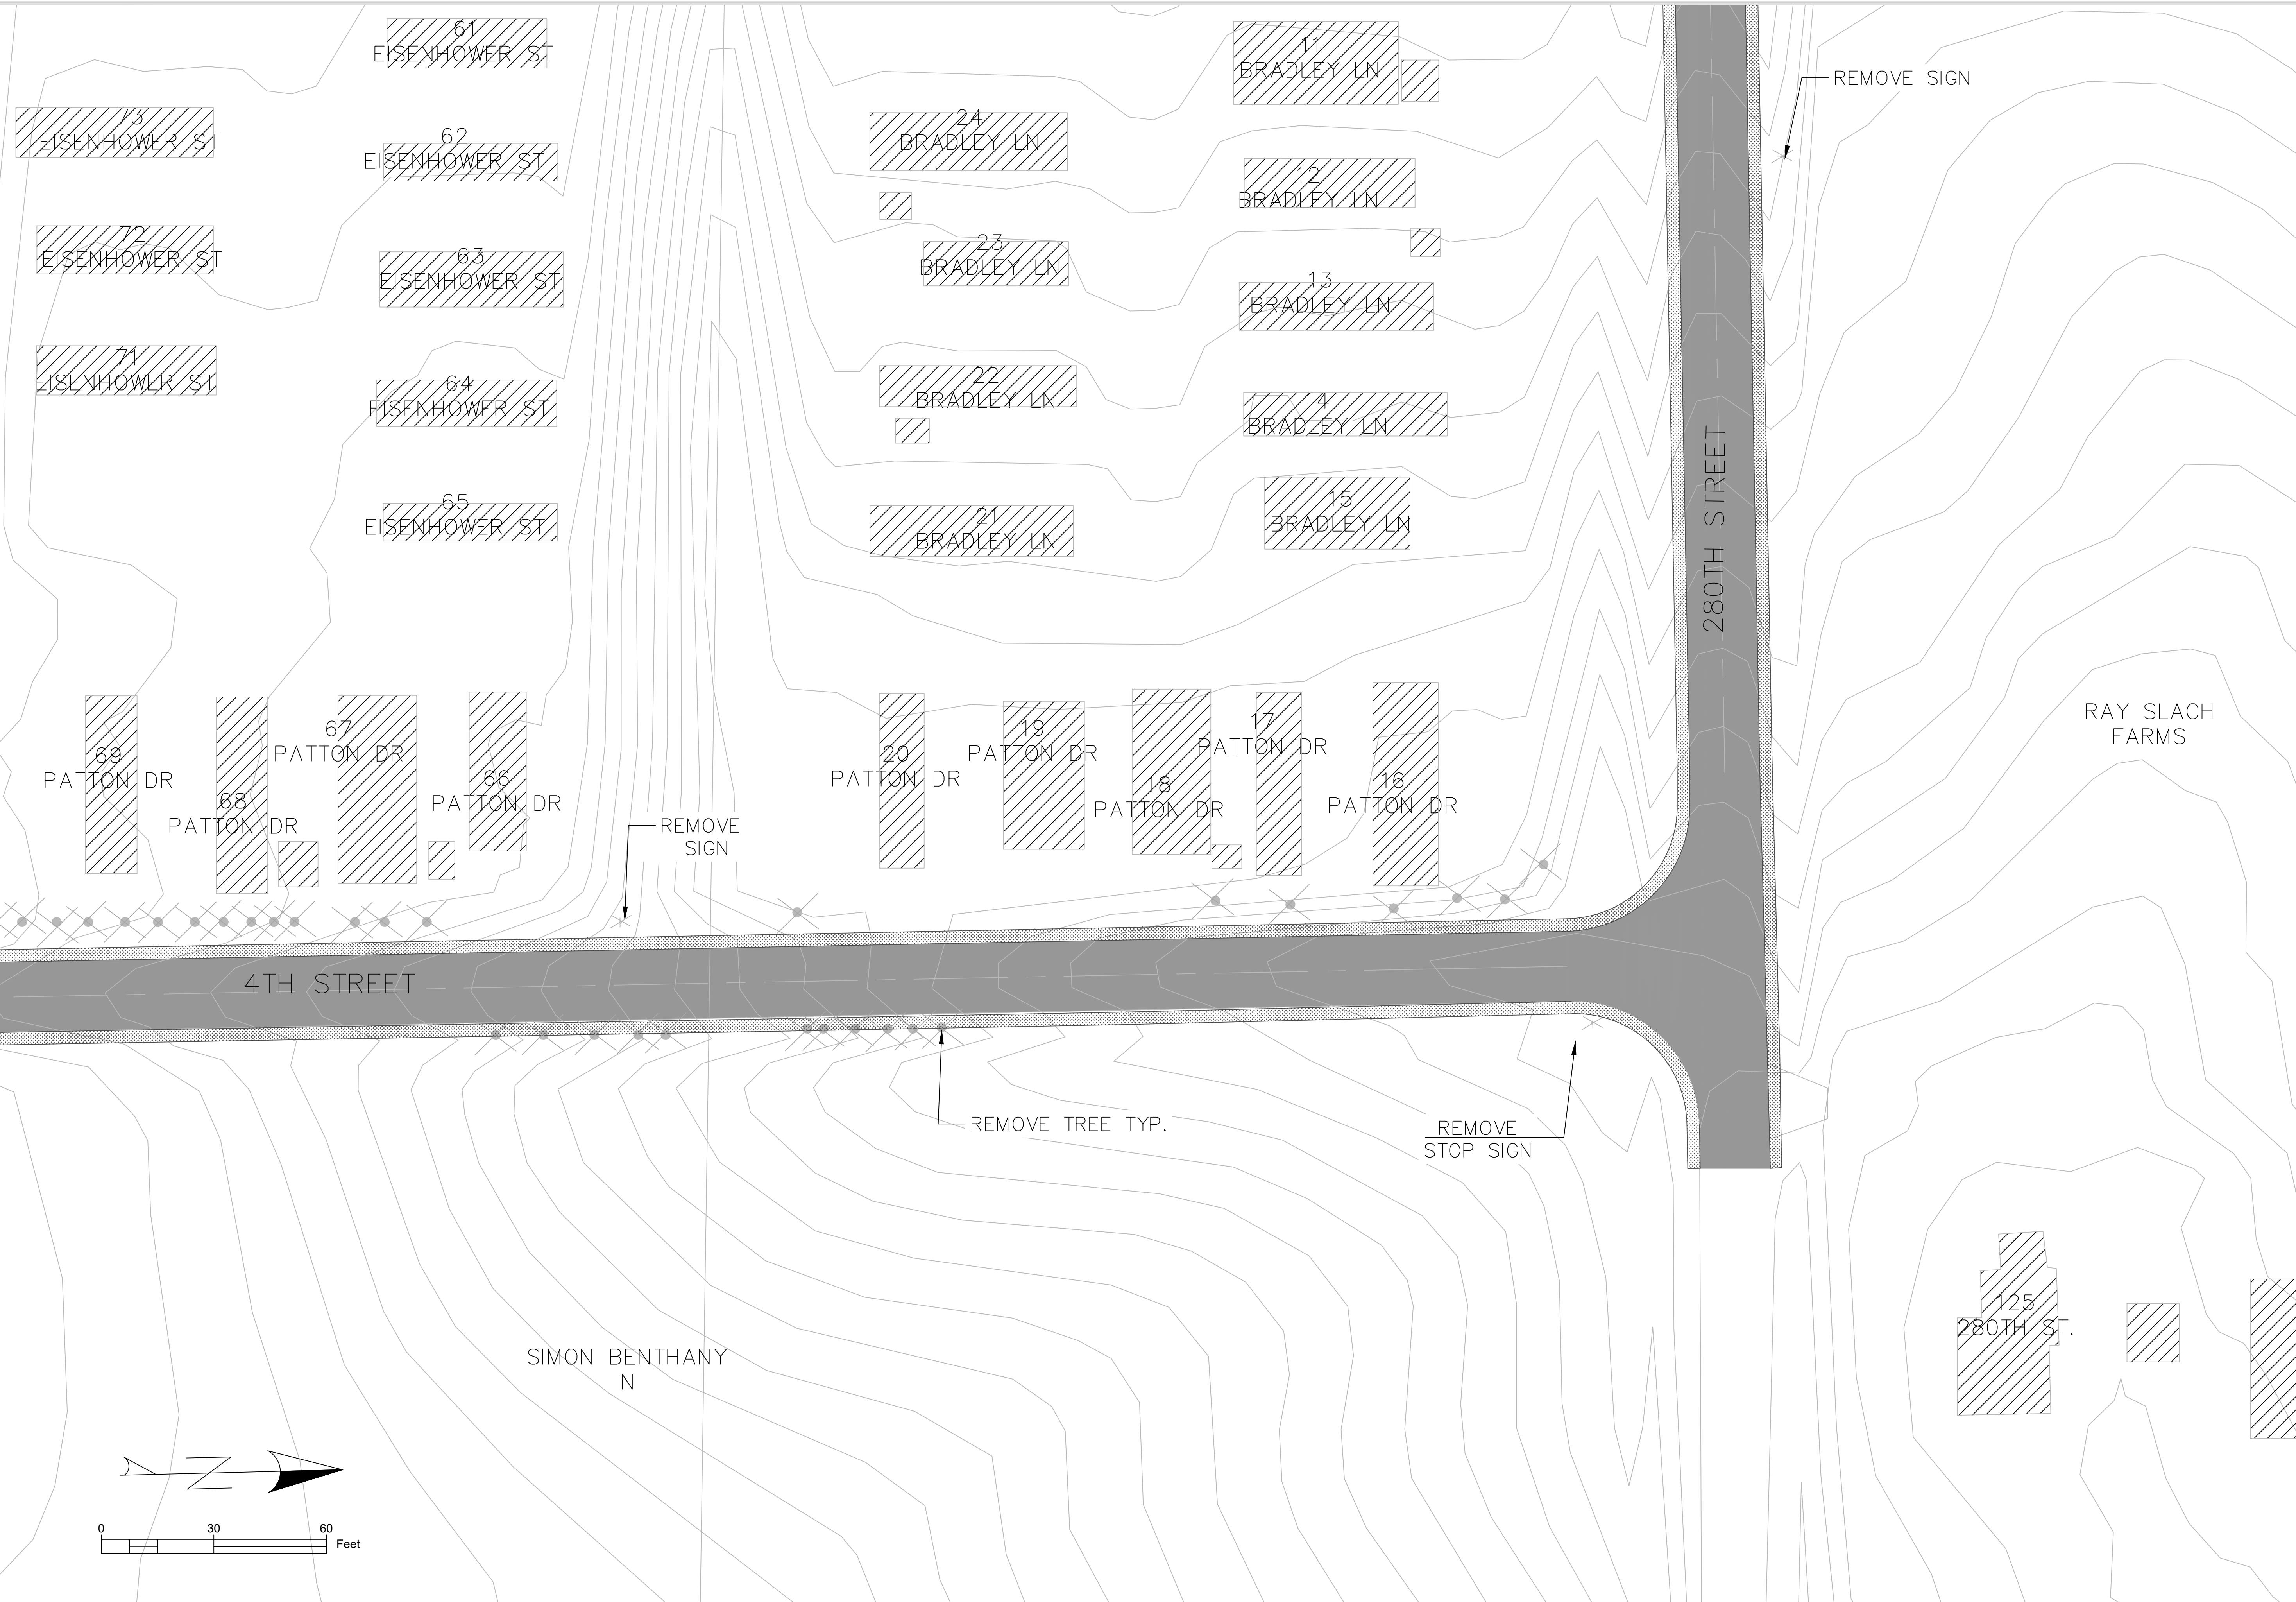 61
EISENHOWER ST
11
BRADLEY LN
REMOVE SIGN
73
EISENHOWER ST
62
EISENHOWER ST
24
BRADLEY LN
12
BRADLEY LN
72
EISENHOWER ST
63
EISENHOWER ST
23
BRADLEY LN
13
BRADLEY LN
71
EISENHOWER ST
64
EISENHOWER ST
22
BRADLEY LN
14
BRADLEY LN
65
EISENHOWER ST
21
BRADLEY LN
15
BRADLEY LN
280TH STREET
RAY SLACH
FARMS
69
PATTON DR
68
PATTON DR
67
PATTON DR
66
PATTON DR
REMOVE
SIGN
20
PATTON DR
19
PATTON DR
18
PATTON DR
17
PATTON DR
16
PATTON DR
4TH STREET
REMOVE TREE TYP.
REMOVE
STOP SIGN
125
280TH ST.
SIMON BENTHANY
N
N
0 30 60
Feet